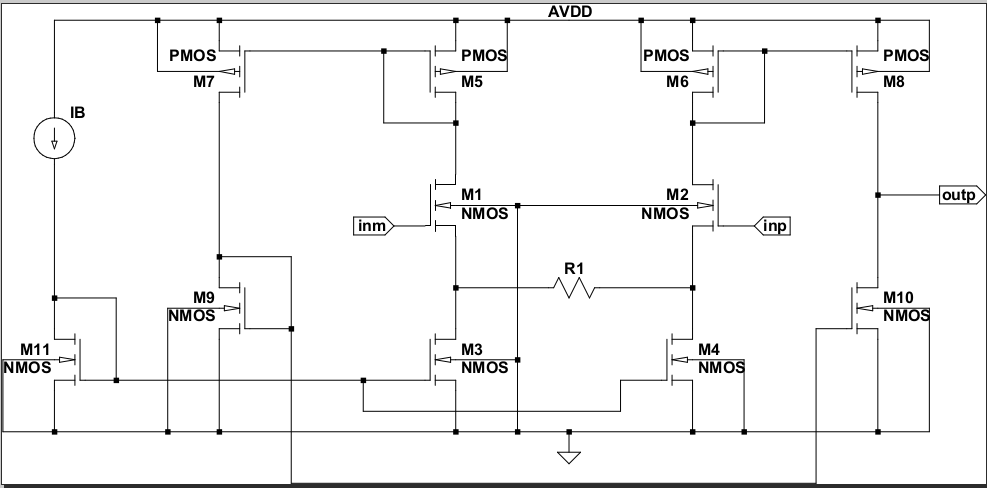 AVDD
PMOS
M7
PMOS
M5
PMOS
M6
PMOS
M8
IB
M1
NMOS
M2
NMOS
outp
inm
inp
R1
M9
NMOS
M10
NMOS
M11
NMOS
M3
NMOS
M4
NMOS